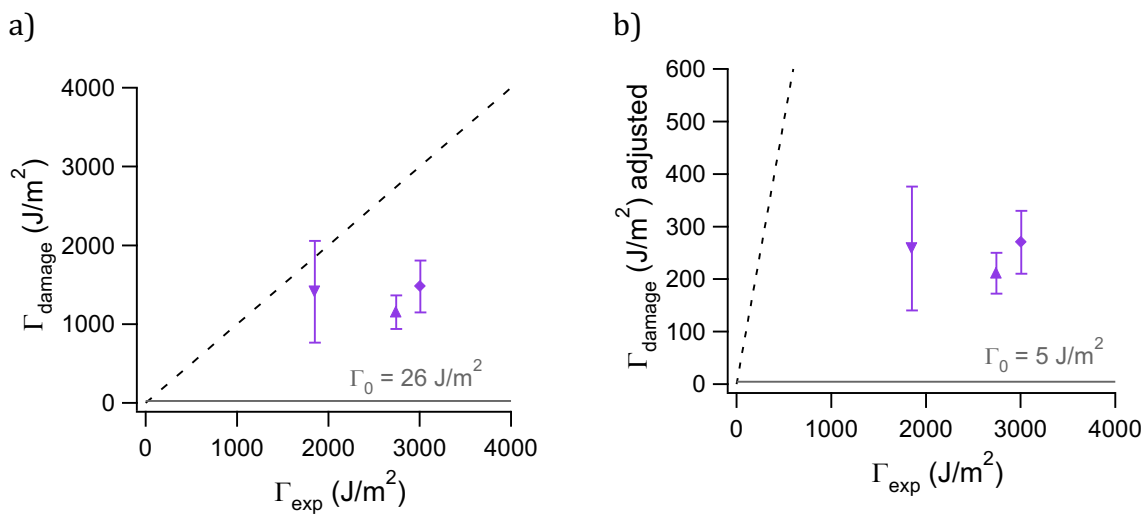 a)
4000
3000
2000
1000
0
Γdamage (J/m²)
Γ0 = 26 J/m²
0 1000 2000 3000 4000
Γexp (J/m²)
b)
600
500
400
300
200
100
0
Γdamage (J/m²) adjusted
Γ0 = 5 J/m²
0 1000 2000 3000 4000
Γexp (J/m²)